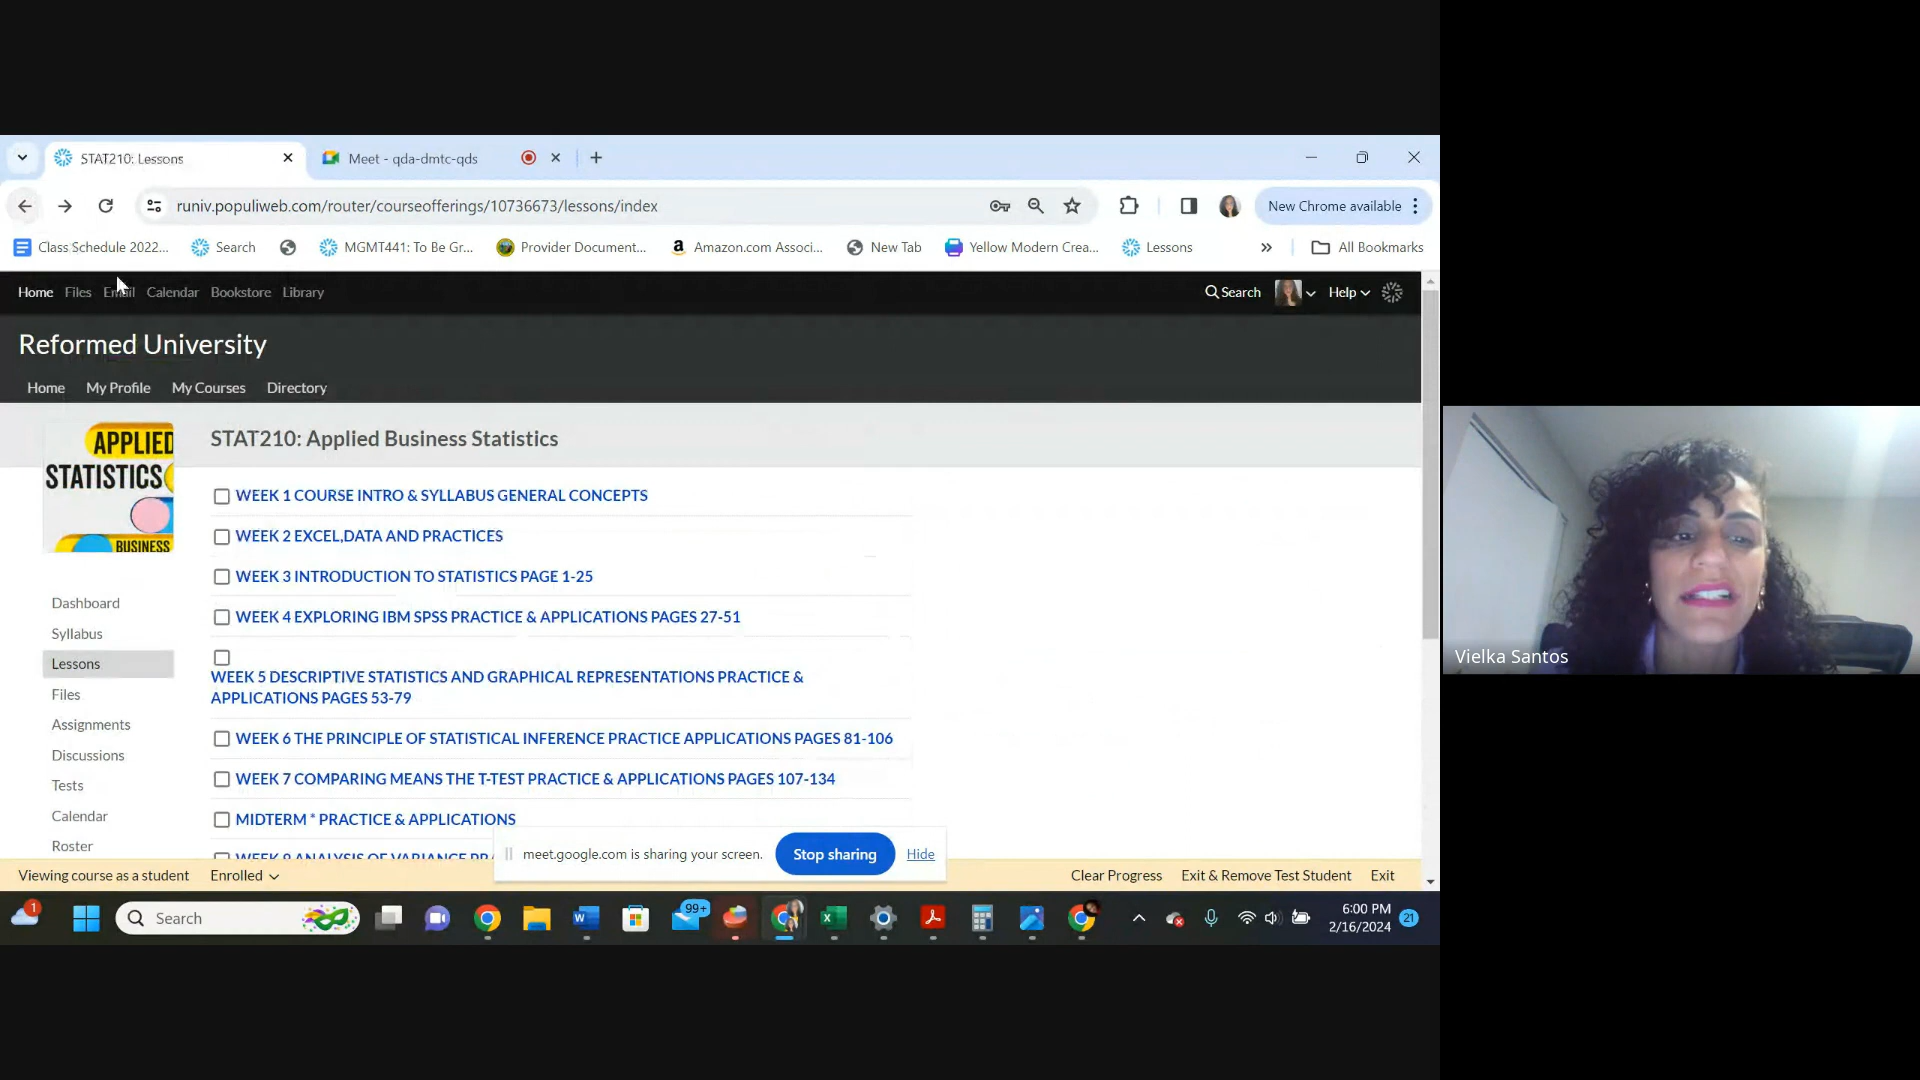 STAT210: Lessons
Meet - qda-dmtc-qds
runiv.populiweb.com/router/courseofferings/10736673/lessons/index
New Chrome available
Class Schedule 2022...
Search
MGMT441: To Be Gr...
Provider Document...
Amazon.com Associ...
New Tab
Yellow Modern Crea...
Lessons
All Bookmarks
Home Files Email Calendar Bookstore Library
Search
Help
Reformed University
Home My Profile My Courses Directory
APPLIED
STATISTICS
BUSINESS
STAT210: Applied Business Statistics
WEEK 1 COURSE INTRO & SYLLABUS GENERAL CONCEPTS
WEEK 2 EXCEL,DATA AND PRACTICES
WEEK 3 INTRODUCTION TO STATISTICS PAGE 1-25
WEEK 4 EXPLORING IBM SPSS PRACTICE & APPLICATIONS PAGES 27-51
WEEK 5 DESCRIPTIVE STATISTICS AND GRAPHICAL REPRESENTATIONS PRACTICE &
APPLICATIONS PAGES 53-79
WEEK 6 THE PRINCIPLE OF STATISTICAL INFERENCE PRACTICE APPLICATIONS PAGES 81-106
WEEK 7 COMPARING MEANS THE T-TEST PRACTICE & APPLICATIONS PAGES 107-134
MIDTERM * PRACTICE & APPLICATIONS
WEEK 9 ANALYSIS OF VARIANCE
Dashboard
Syllabus
Lessons
Files
Assignments
Discussions
Tests
Calendar
Roster
meet.google.com is sharing your screen.
Stop sharing
Hide
Viewing course as a student
Enrolled
Clear Progress
Exit & Remove Test Student
Exit
1
Search
99+
6:00 PM
2/16/2024
21
Vielka Santos